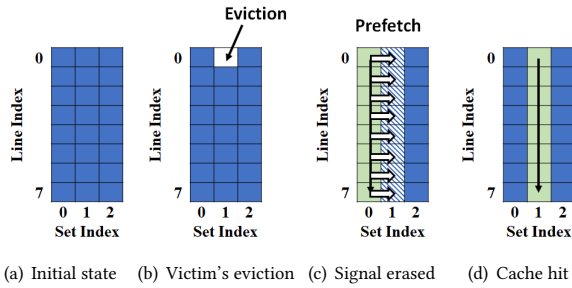 Eviction
Prefetch
0
7
Line Index
0 1 2
Set Index
0
7
Line Index
0 1 2
Set Index
0
7
Line Index
0 1 2
Set Index
0
7
Line Index
0 1 2
Set Index
(a) Initial state
(b) Victim's eviction
(c) Signal erased
(d) Cache hit